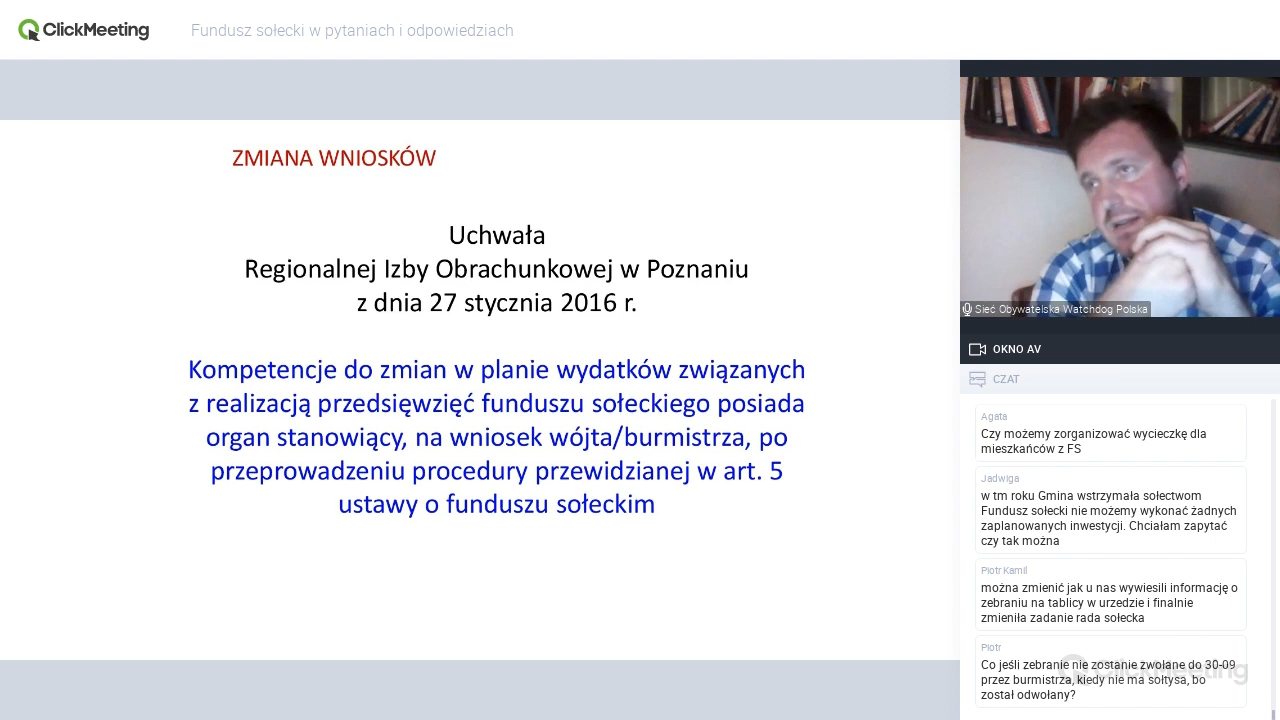 ClickMeeting
Fundusz sołecki w pytaniach i odpowiedziach
ZMIANA WNIOSKÓW
Uchwała
Regionalnej Izby Obrachunkowej w Poznaniu
z dnia 27 stycznia 2016 r.
Kompetencje do zmian w planie wydatków związanych
z realizacją przedsięwzięć funduszu sołeckiego posiada
organ stanowiący, na wniosek wójta/burmistrza, po
przeprowadzeniu procedury przewidzianej w art. 5
ustawy o funduszu sołeckim
Sieć Obywatelska Watchdog Polska
OKNO AV
CZAT
Agata
Czy możemy zorganizować wycieczkę dla
mieszkańców z FS
Jadwiga
w tm roku Gmina wstrzymała sołectwom
Fundusz sołecki nie możemy wykonać żadnych
zaplanowanych inwestycji. Chciałam zapytać
czy tak można
Piotr Kamil
można zmienić jak u nas wywiesili informację o
zebraniu na tablicy w urzedzie i finalnie
zmieniła zadanie rada sołecka
Piotr
Co jeśli zebranie nie zostanie zwołane do 30-09
przez burmistrza, kiedy nie ma sołtysa, bo
został odwołany?
ClickMeeting